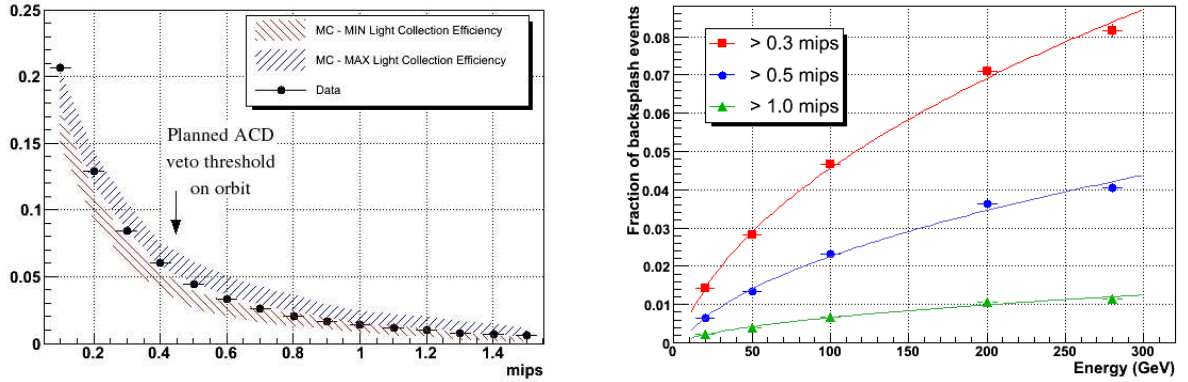 0.25
0.2
0.15
0.1
0.05
0
MC - MIN Light Collection Efficiency
MC - MAX Light Collection Efficiency
Data
Planned ACD
veto threshold
on orbit
0.2 0.4 0.6 0.8 1 1.2 1.4
mips
Fraction of backsplash events
0.08
0.07
0.06
0.05
0.04
0.03
0.02
0.01
0
> 0.3 mips
> 0.5 mips
> 1.0 mips
0 50 100 150 200 250 300
Energy (GeV)